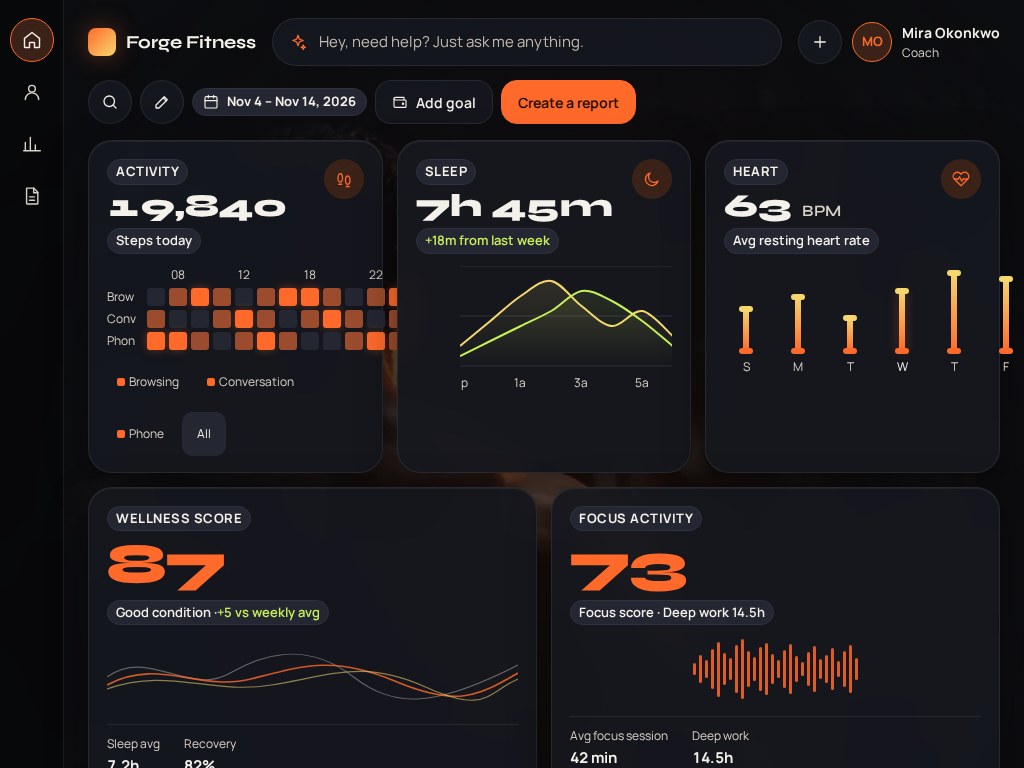 Forge Fitness
Hey, need help? Just ask me anything.
MO
Mira Okonkwo
Coach
Nov 4 – Nov 14, 2026
Add goal
Create a report
ACTIVITY
19,840
Steps today
08 12 18 22
Brow
Conv
Phon
Browsing
Conversation
Phone
All
SLEEP
7h 45m
+18m from last week
p 1a 3a 5a
HEART
63 BPM
Avg resting heart rate
S M T W T F
WELLNESS SCORE
87
Good condition ·+5 vs weekly avg
Sleep avg
7.2h
Recovery
82%
FOCUS ACTIVITY
73
Focus score · Deep work 14.5h
Avg focus session
42 min
Deep work
14.5h